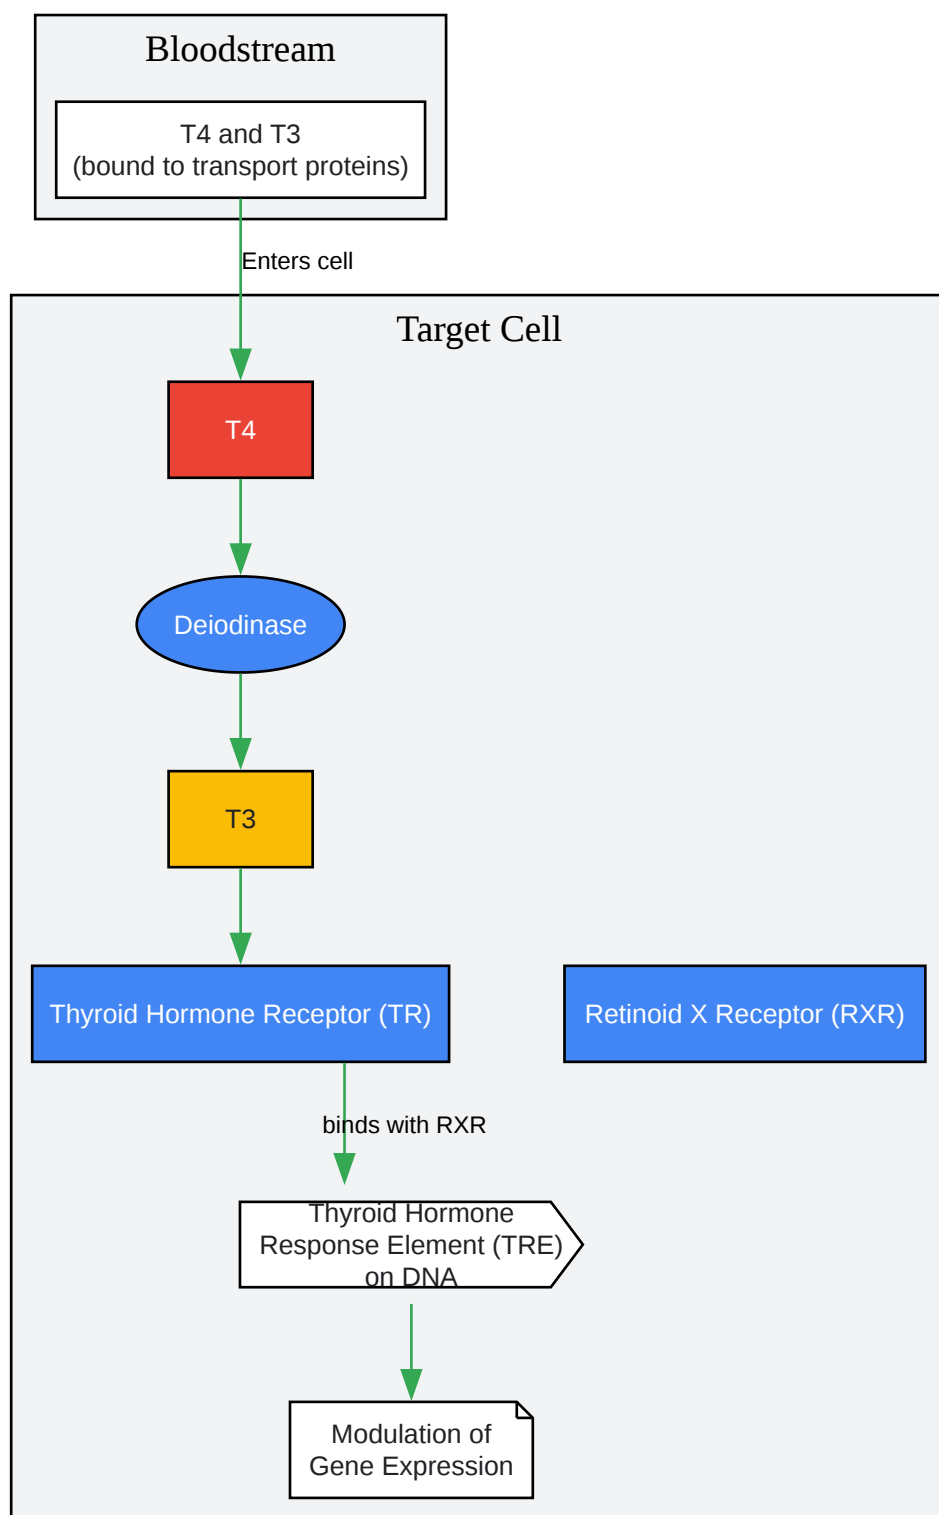 Bloodstream
T4 and T3
(bound to transport proteins)
Enters cell
Target Cell
T4
Deiodinase
T3
Thyroid Hormone Receptor (TR)
Retinoid X Receptor (RXR)
binds with RXR
Thyroid Hormone
Response Element (TRE)
on DNA
Modulation of
Gene Expression